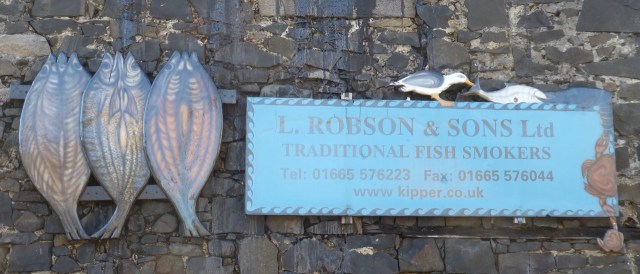 L. ROBSON & SONS Ltd
TRADITIONAL FISH SMOKERS
Tel: 01665 576223 Fax: 01665 576044
www.kipper.co.uk